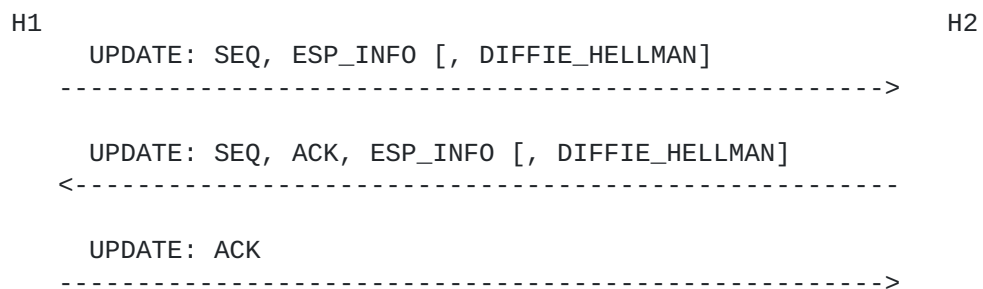 H1 H2
UPDATE: SEQ, ESP_INFO [, DIFFIE_HELLMAN]
----------------------------------------------------->
UPDATE: SEQ, ACK, ESP_INFO [, DIFFIE_HELLMAN]
<-----------------------------------------------------
UPDATE: ACK
----------------------------------------------------->